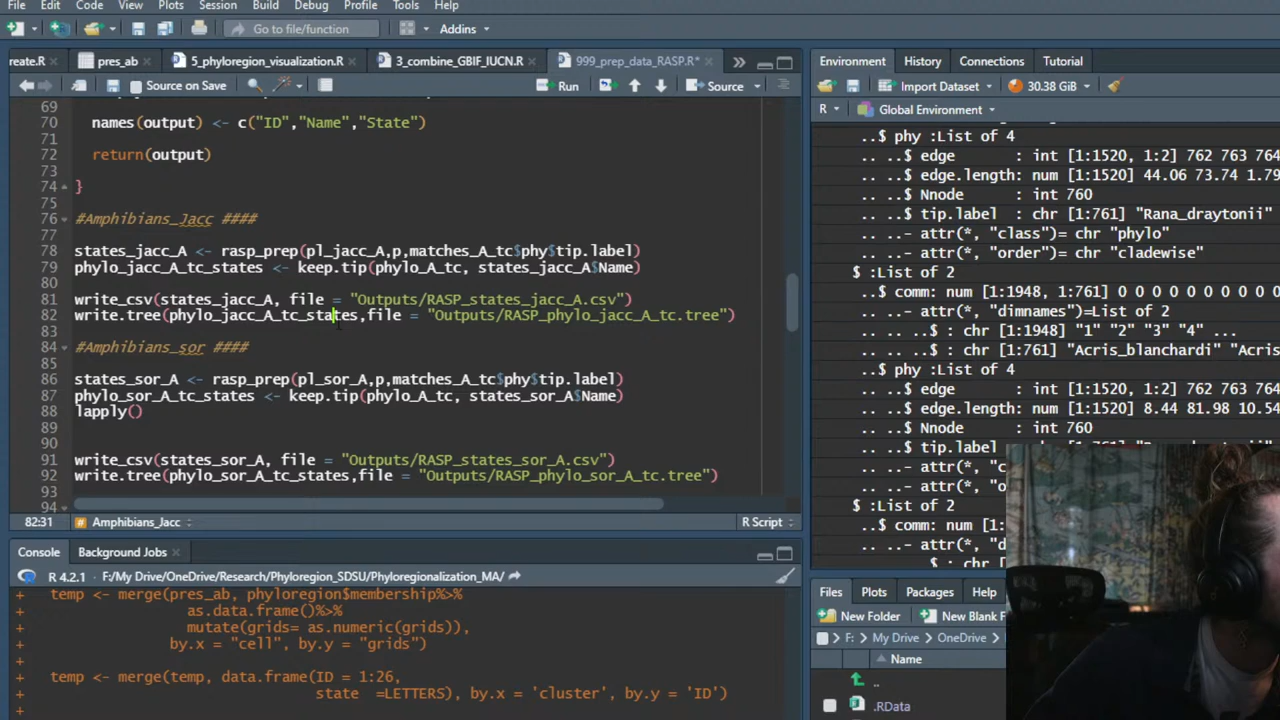 File Edit Code View Plots Session Build Debug Profile Tools Help
Go to file/function Addins
reate.R pres_ab 5_phyloregion_visualization.R 3_combine_GBIF_IUCN.R 999_prep_data_RASP.R*
Source on Save Run Source
69
70 names(output) <- c("ID","Name","State")
71
72 return(output)
73
74 }
75
76 #Amphibians_Jacc ####
77
78 states_jacc_A <- rasp_prep(pl_jacc_A,p,matches_A_tc$phy$tip.label)
79 phylo_jacc_A_tc_states <- keep.tip(phylo_A_tc, states_jacc_A$Name)
80
81 write_csv(states_jacc_A, file = "Outputs/RASP_states_jacc_A.csv")
82 write.tree(phylo_jacc_A_tc_states,file = "Outputs/RASP_phylo_jacc_A_tc.tree")
83
84 #Amphibians_sor ####
85
86 states_sor_A <- rasp_prep(pl_sor_A,p,matches_A_tc$phy$tip.label)
87 phylo_sor_A_tc_states <- keep.tip(phylo_A_tc, states_sor_A$Name)
88 lapply()
89
90
91 write_csv(states_sor_A, file = "Outputs/RASP_states_sor_A.csv")
92 write.tree(phylo_sor_A_tc_states,file = "Outputs/RASP_phylo_sor_A_tc.tree")
93
94
82:31 Amphibians_Jacc R Script
Console Background Jobs
R 4.2.1 · F:/My Drive/OneDrive/Research/Phyloregion_SDSU/Phyloregionalization_MA/
+ temp <- merge(pres_ab, phyloregion$membership%>%
+ as.data.frame()%>%
+ mutate(grids= as.numeric(grids)),
+ by.x = "cell", by.y = "grids")
+
+ temp <- merge(temp, data.frame(ID = 1:26,
+ state =LETTERS), by.x = 'cluster', by.y = 'ID')
+
Environment History Connections Tutorial
Import Dataset 30.38 GB
R Global Environment
.. ..$ phy :List of 4
.. .. ..$ edge : int [1:1520, 1:2] 762 763 764
.. .. ..$ edge.length: num [1:1520] 44.06 73.74 1.79
.. .. ..$ Nnode : int 760
.. .. ..$ tip.label : chr [1:761] "Rana_draytonii"
.. .. ..- attr(*, "class")= chr "phylo"
.. .. ..- attr(*, "order")= chr "cladewise"
$ :List of 2
.. ..$ comm: num [1:1948, 1:761] 0 0 0 0 0 0 0 0
.. .. ..- attr(*, "dimnames")=List of 2
.. .. .. ..$ : chr [1:1948] "1" "2" "3" "4" ...
.. .. .. ..$ : chr [1:761] "Acris_blanchardi" "Acris
.. ..$ phy :List of 4
.. .. ..$ edge : int [1:1520, 1:2] 762 763 764
.. .. ..$ edge.length: num [1:1520] 8.44 81.98 10.54
.. .. ..$ Nnode : int 760
.. .. ..$ tip.label
.. .. ..- attr(*, "c
.. .. ..- attr(*, "o
$ :List of 2
.. ..$ comm: num [1:
.. .. ..- attr(*, "d
Files Plots Packages Help
New Folder New Blank F
F: My Drive OneDrive
Name
..
.RData